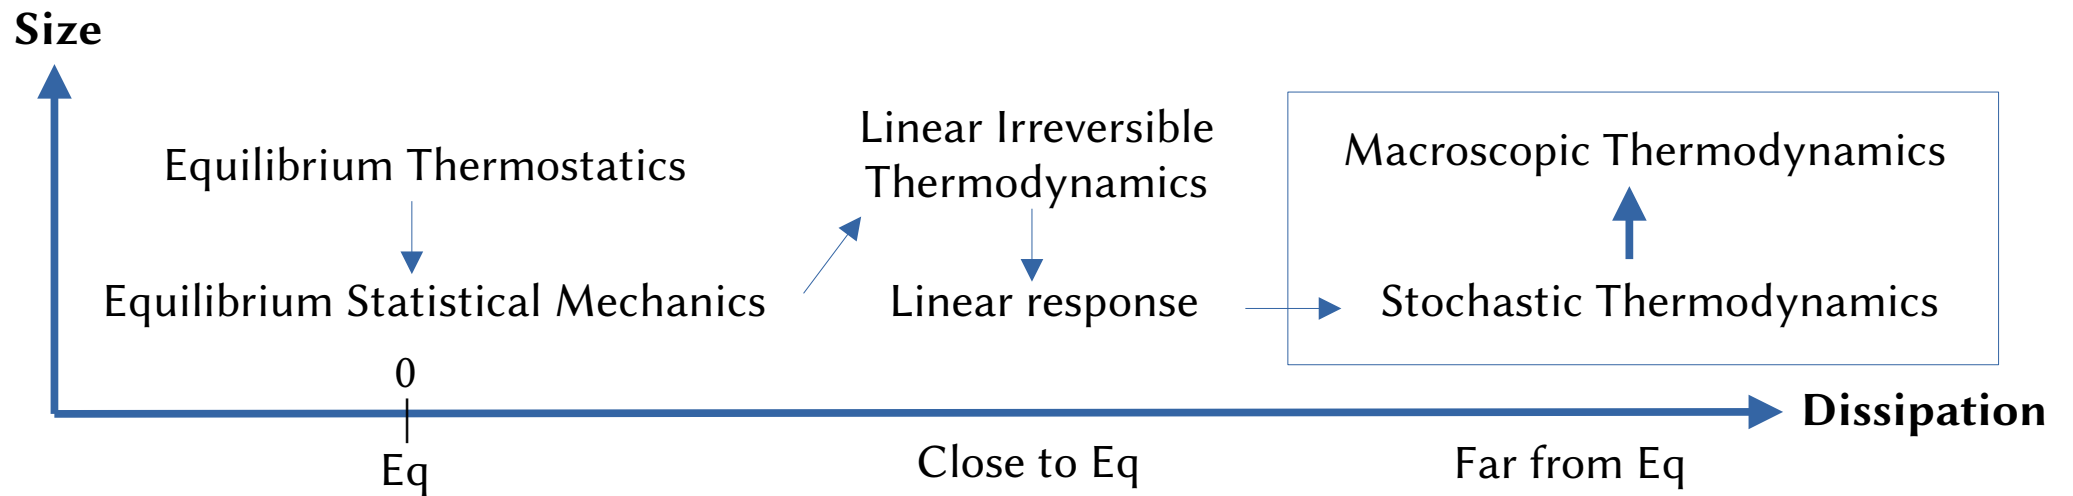 Size
Linear Irreversible
Thermodynamics
Equilibrium Thermostatics
Macroscopic Thermodynamics
Equilibrium Statistical Mechanics
Linear response
Stochastic Thermodynamics
0
Dissipation
Eq
Close to Eq
Far from Eq